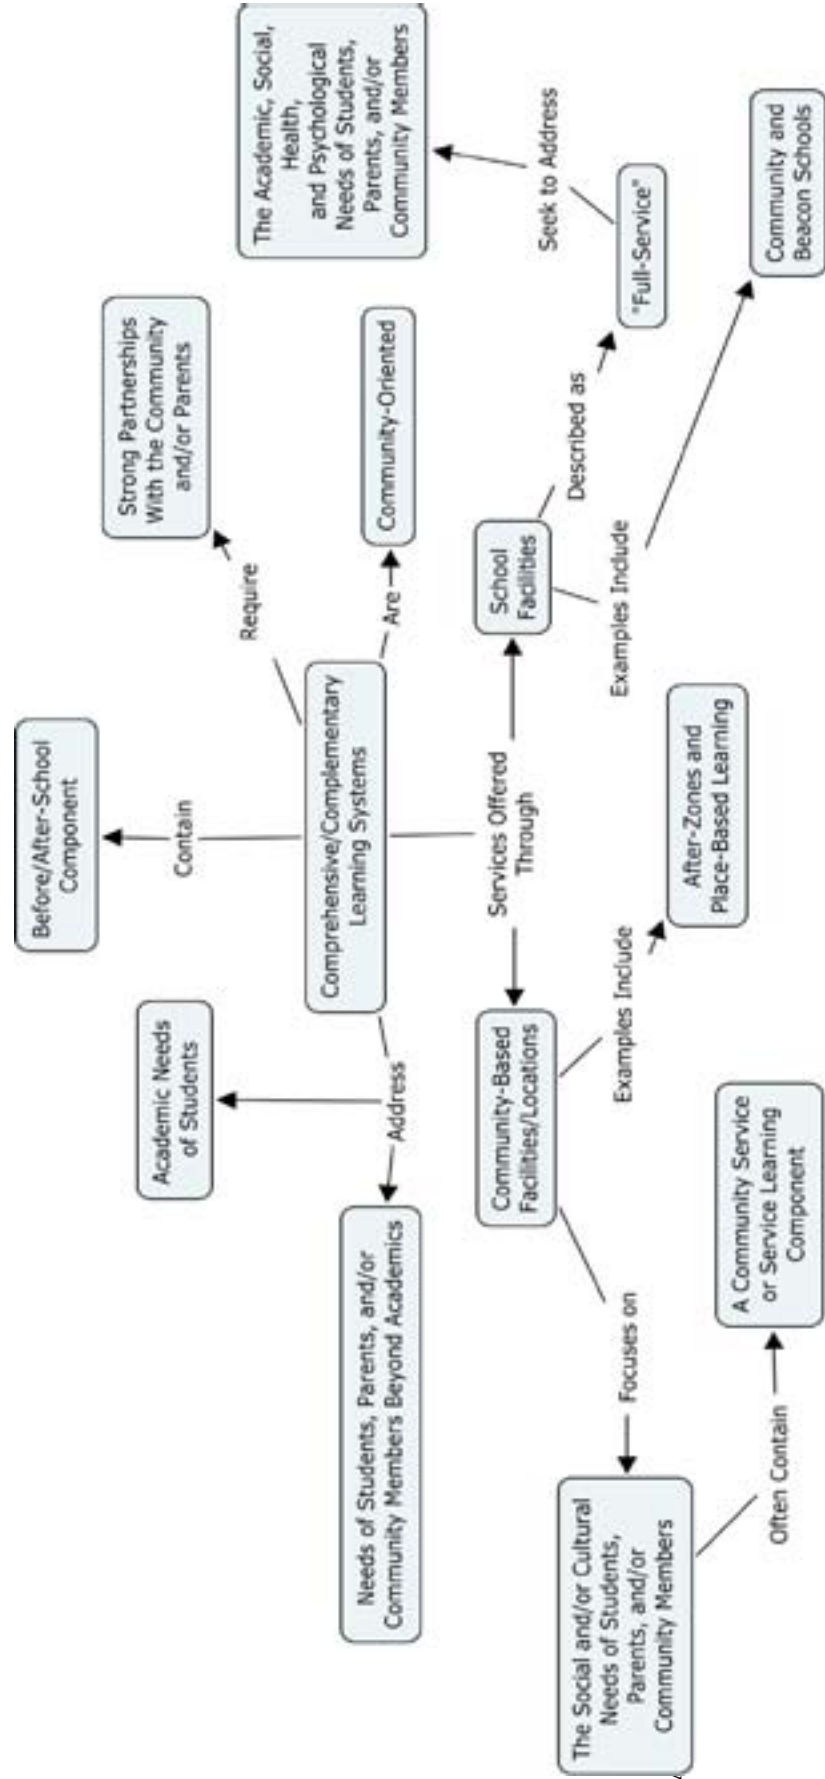 Before/After-School
Component
Strong Partnerships
With the Community
and/or Parents
The Academic, Social,
Health,
and Psychological
Needs of Students,
Parents, and/or
Community Members
Academic Needs
of Students
Contain
Require
Needs of Students, Parents, and/or
Community Members Beyond Academics
Address
Comprehensive/Complementary
Learning Systems
Are
Community-Oriented
Seek to Address
Community-Based
Facilities/Locations
Services Offered
Through
School
Facilities
Described as
"Full-Service"
The Social and/or Cultural
Needs of Students,
Parents, and/or
Community Members
Focuses on
Examples Include
Examples Include
After-Zones and
Place-Based Learning
Community and
Beacon Schools
Often Contain
A Community Service
or Service Learning
Component
7